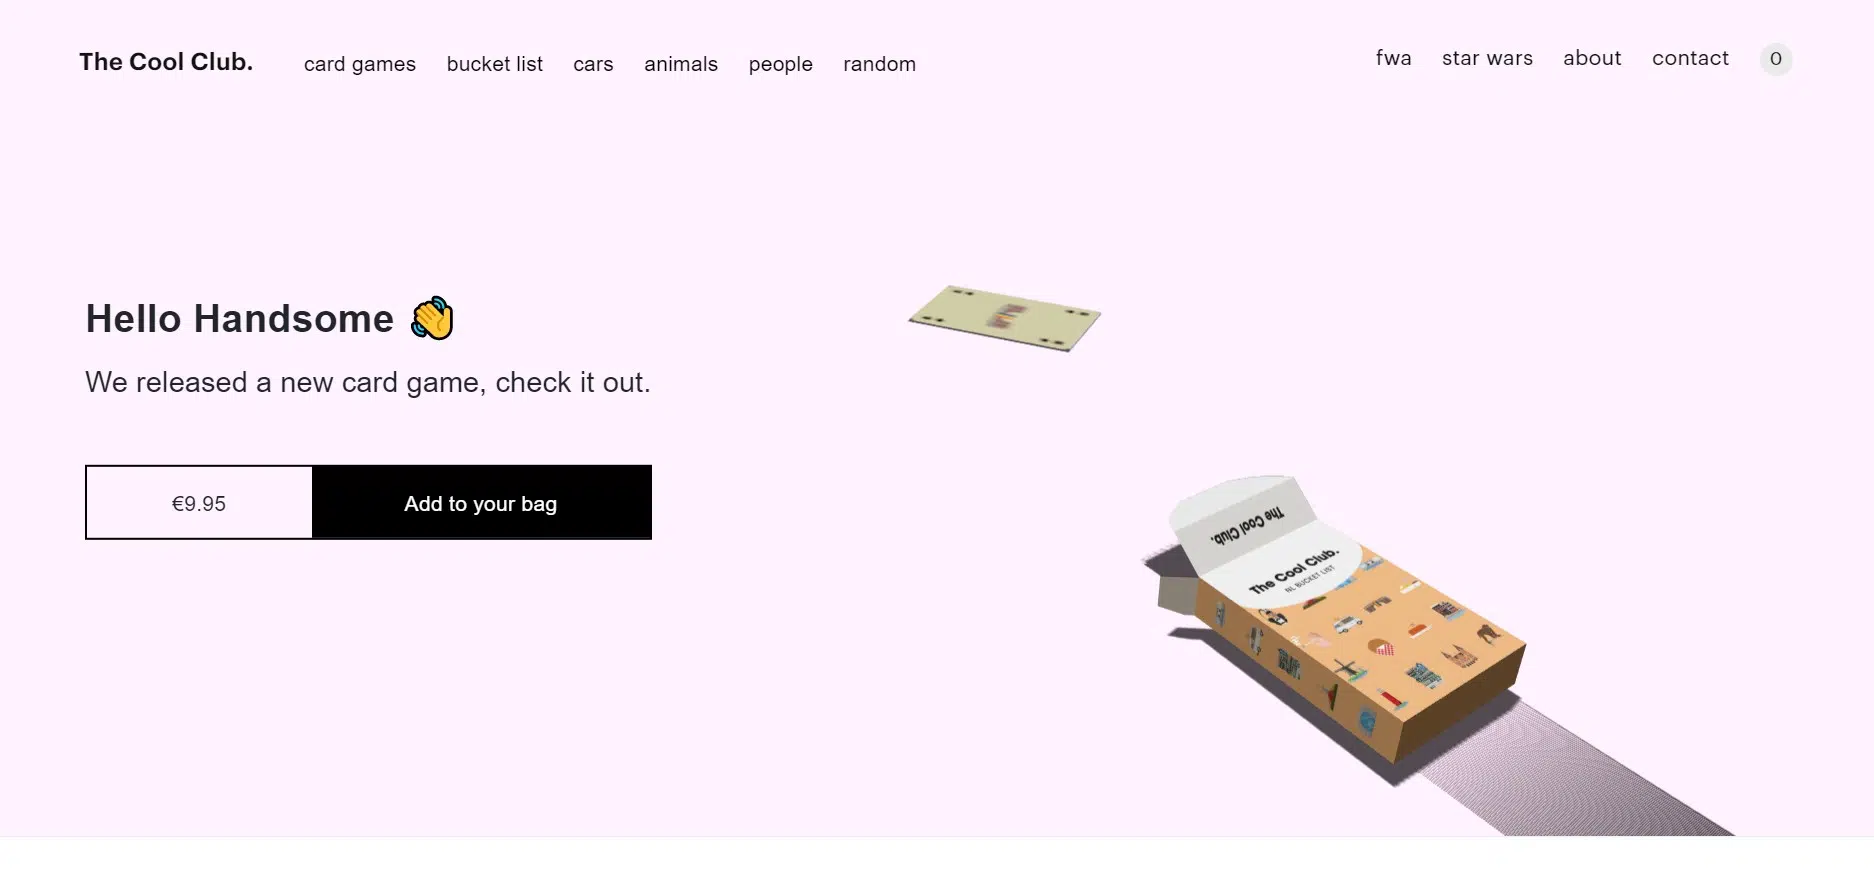 The Cool Club. card games bucket list cars animals people random fwa star wars about contact 0
Hello Handsome 👋
We released a new card game, check it out.
€9.95 Add to your bag
The Cool Club.
The Cool Club.
NL BUCKET LIST